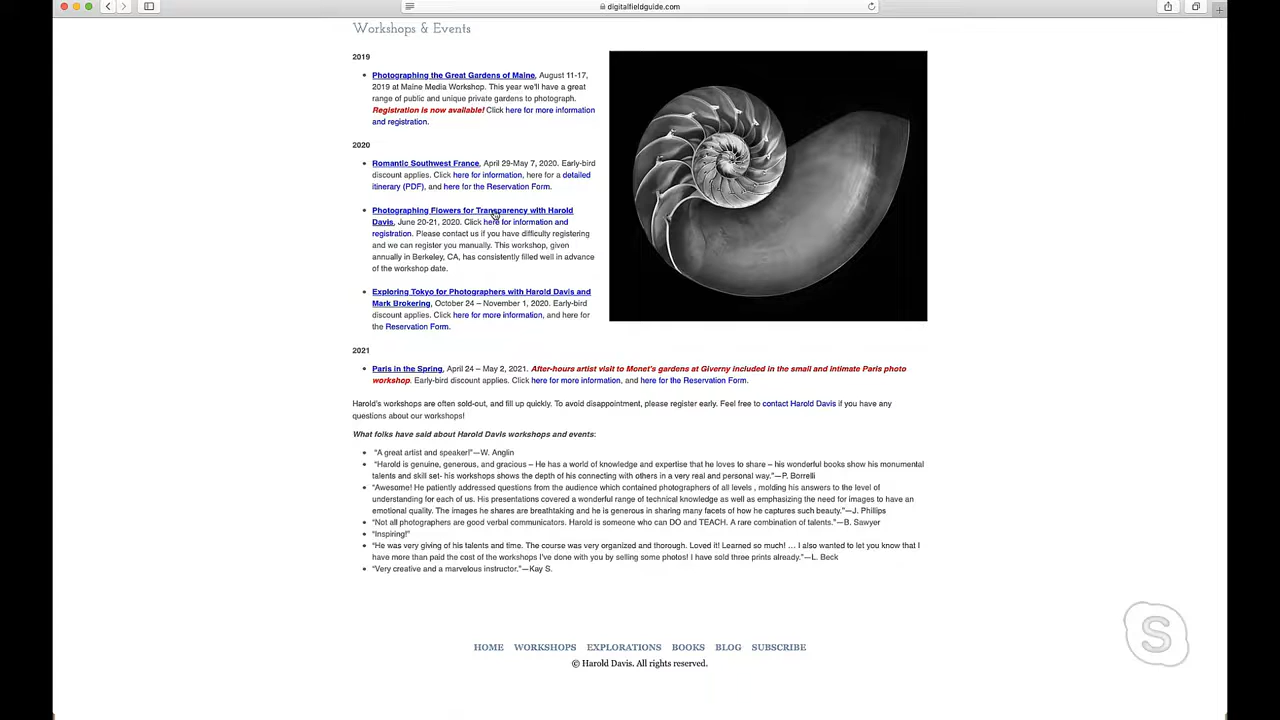 digitalfieldguide.com
Workshops & Events
2019
Photographing the Great Gardens of Maine, August 11-17,
2019 at Maine Media Workshop. This year we'll have a great
range of public and unique private gardens to photograph.
Registration is now available! Click here for more information
and registration.
2020
Romantic Southwest France, April 29-May 7, 2020. Early-bird
discount applies. Click here for information, here for a detailed
itinerary (PDF), and here for the Reservation Form.
Photographing Flowers for Transparency with Harold
Davis, June 20-21, 2020. Click here for information and
registration. Please contact us if you have difficulty registering
and we can register you manually. This workshop, given
annually in Berkeley, CA, has consistently filled well in advance
of the workshop date.
Exploring Tokyo for Photographers with Harold Davis and
Mark Brokering, October 24 – November 1, 2020. Early-bird
discount applies. Click here for more information, and here for
the Reservation Form.
2021
Paris in the Spring, April 24 – May 2, 2021. After-hours artist visit to Monet's gardens at Giverny included in the small and intimate Paris photo
workshop. Early-bird discount applies. Click here for more information, and here for the Reservation Form.
Harold's workshops are often sold-out, and fill up quickly. To avoid disappointment, please register early. Feel free to contact Harold Davis if you have any
questions about our workshops!
What folks have said about Harold Davis workshops and events:
"A great artist and speaker!"—W. Anglin
"Harold is genuine, generous, and gracious – He has a world of knowledge and expertise that he loves to share – his wonderful books show his monumental
talents and skill set- his workshops shows the depth of his connecting with others in a very real and personal way."—P. Borrelli
"Awesome! He patiently addressed questions from the audience which contained photographers of all levels , molding his answers to the level of
understanding for each of us. His presentations covered a wonderful range of technical knowledge as well as emphasizing the need for images to have an
emotional quality. The images he shares are breathtaking and he is generous in sharing many facets of how he captures such beauty."—J. Phillips
"Not all photographers are good verbal communicators. Harold is someone who can DO and TEACH. A rare combination of talents."—B. Sawyer
"Inspiring!"
"He was very giving of his talents and time. The course was very organized and thorough. Loved it! Learned so much! … I also wanted to let you know that I
have more than paid the cost of the workshops I've done with you by selling some photos! I have sold three prints already."—L. Beck
"Very creative and a marvelous instructor."—Kay S.
HOME WORKSHOPS EXPLORATIONS BOOKS BLOG SUBSCRIBE
© Harold Davis. All rights reserved.